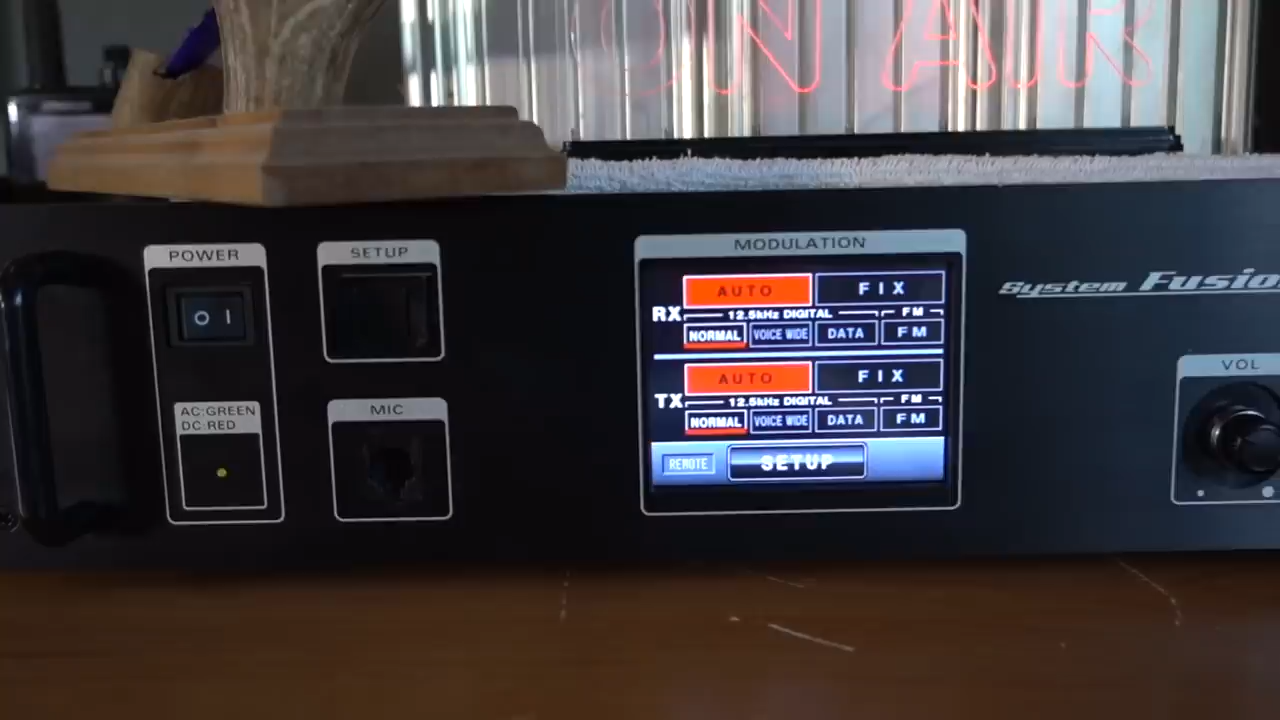 ON AIR
POWER
SETUP
MODULATION
AUTO FIX
RX 12.5kHz DIGITAL FM
NORMAL VOICE WIDE DATA FM
System Fusion
AUTO FIX
TX 12.5kHz DIGITAL FM
NORMAL VOICE WIDE DATA FM
REMOTE SETUP
VOL
AC:GREEN
DC:RED
MIC
O I